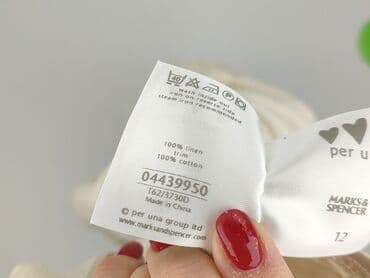 wash inside out
iron on reverse side
steam iron recommended
100% linen
trim
100% cotton
04439950
T62/3730D
Made in China
© per una group ltd
www.marksandspencer.com
per u
MARKS &
SPENCER
12